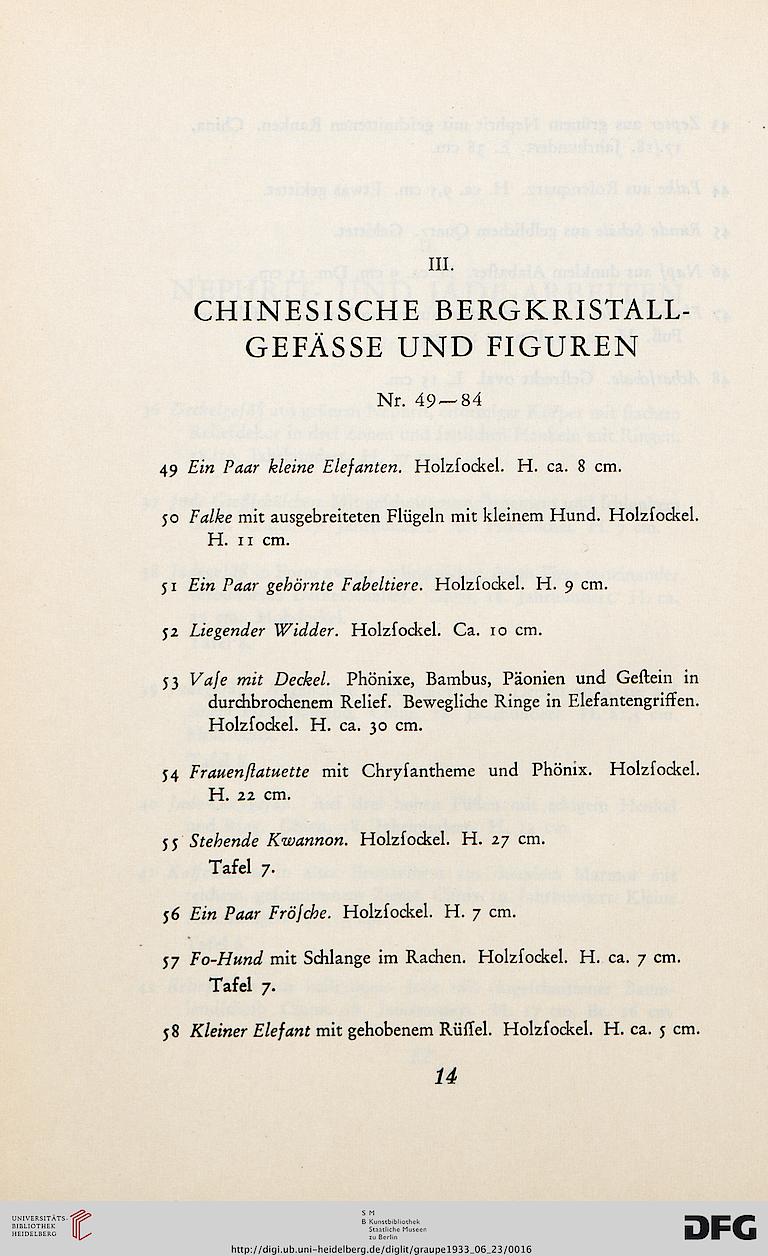 III.
CHINESISCHE BERGKRISTALL-
GEFÄSSE UND FIGUREN
Nr. 49—84
49 Ein Paar kleine Elefanten. Holzſockel. H. ca. 8 cm.
50 Falke mit ausgebreiteten Flügeln mit kleinem Hund. Holzſockel.
H. 11 cm.
51 Ein Paar gehörnte Fabeltiere. Holzſockel. H. 9 cm.
52 Liegender Widder. Holzſockel. Ca. 10 cm.
53 Vaſe mit Deckel. Phönixe, Bambus, Päonien und Geſtein in
durchbrochenem Relief. Bewegliche Ringe in Elefantengriffen.
Holzſockel. H. ca. 30 cm.
54 Frauenſtatuette mit Chryſantheme und Phönix. Holzſockel.
H. 22 cm.
55 Stehende Kwannon. Holzſockel. H. 27 cm.
Tafel 7.
56 Ein Paar Fröſche. Holzſockel. H. 7 cm.
57 Fo-Hund mit Schlange im Rachen. Holzſockel. H. ca. 7 cm.
Tafel 7.
58 Kleiner Elefant mit gehobenem Rüſſel. Holzſockel. H. ca. 5 cm.
14
UNIVERSITÄTS-
BIBLIOTHEK
HEIDELBERG
S M
B Kunstbibliothek
Staatliche Museen
zu Berlin
DFG
http://digi.ub.uni-heidelberg.de/diglit/graupe1933_06_23/0016